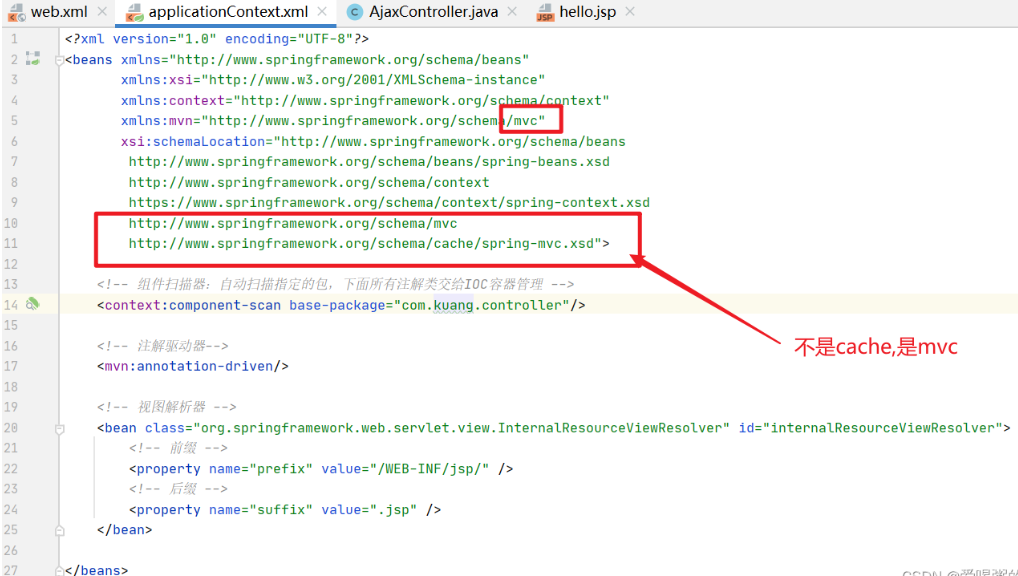 web.xml × applicationContext.xml × C AjaxController.java × JSP hello.jsp ×
1 <?xml version="1.0" encoding="UTF-8"?>
2 <beans xmlns="http://www.springframework.org/schema/beans"
3 xmlns:xsi="http://www.w3.org/2001/XMLSchema-instance"
4 xmlns:context="http://www.springframework.org/schema/context"
5 xmlns:mvn="http://www.springframework.org/schema/mvc"
6 xsi:schemaLocation="http://www.springframework.org/schema/beans
7 http://www.springframework.org/schema/beans/spring-beans.xsd
8 http://www.springframework.org/schema/context
9 https://www.springframework.org/schema/context/spring-context.xsd
10 http://www.springframework.org/schema/mvc
11 http://www.springframework.org/schema/cache/spring-mvc.xsd">
12
13 <!-- 组件扫描器：自动扫描指定的包，下面所有注解类交给IOC容器管理 -->
14 <context:component-scan base-package="com.kuang.controller"/>
15
不是cache,是mvc
16 <!-- 注解驱动器-->
17 <mvn:annotation-driven/>
18
19 <!-- 视图解析器 -->
20 <bean class="org.springframework.web.servlet.view.InternalResourceViewResolver" id="internalResourceViewResolver">
21 <!-- 前缀 -->
22 <property name="prefix" value="/WEB-INF/jsp/" />
23 <!-- 后缀 -->
24 <property name="suffix" value=".jsp" />
25 </bean>
26
27 </beans>